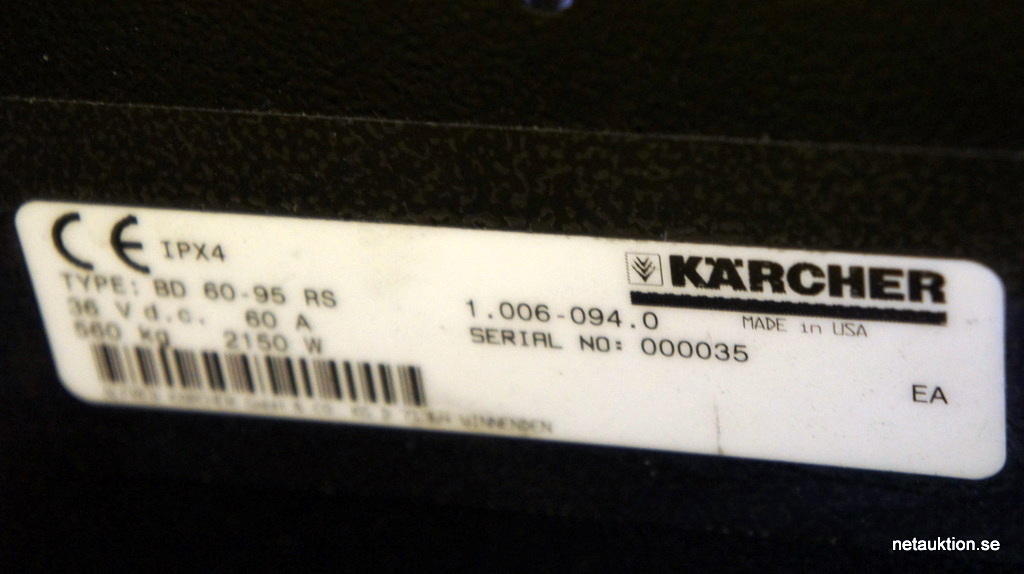 CE IPX4
KÄRCHER
TYPE: BD 60-95 RS
MADE in USA
36 V d.c. 60 A
1.006-094.0
560 kg 2150 W
SERIAL NO: 000035
EA
WINNENDEN
netauktion.se